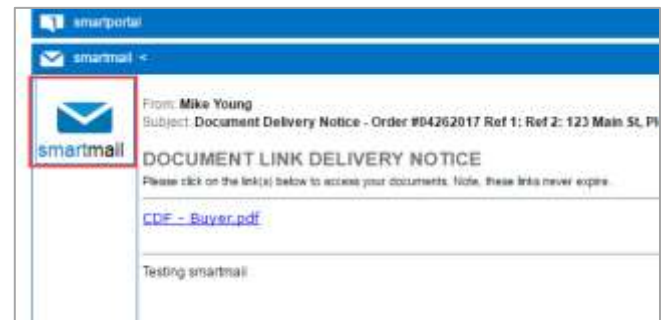 smartportal
smartmail <
smartmail
From: Mike Young
Subject: Document Delivery Notice - Order #04262017 Ref 1: Ref 2: 123 Main St,
DOCUMENT LINK DELIVERY NOTICE
Please click on the link(s) below to access your documents. Note, these links never expire.
CDF - Buyer.pdf
Testing smartmail